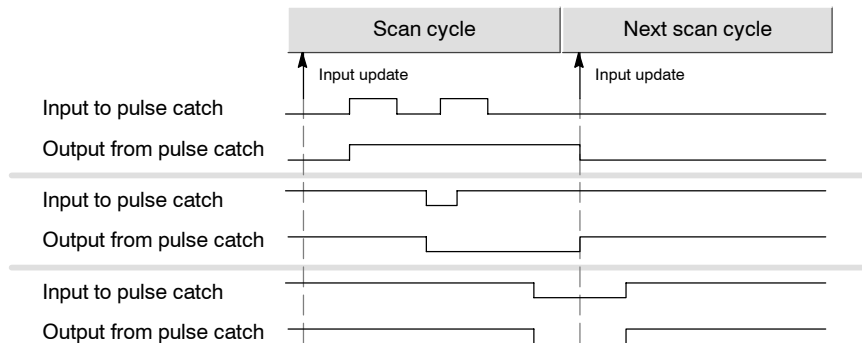 Scan cycle
Next scan cycle
Input update
Input update
Input to pulse catch
Output from pulse catch
Input to pulse catch
Output from pulse catch
Input to pulse catch
Output from pulse catch